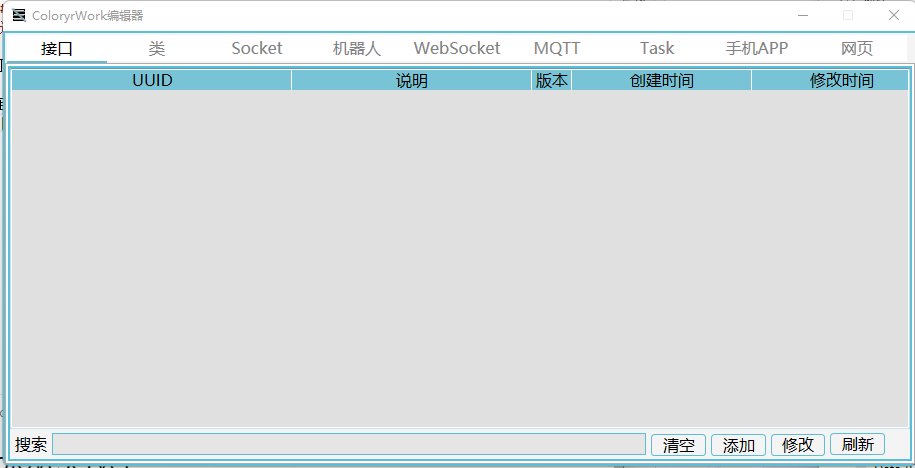 ColoryrWork编辑器
接口 类 Socket 机器人 WebSocket MQTT Task 手机APP 网页
UUID 说明 版本 创建时间 修改时间
搜索 清空 添加 修改 刷新